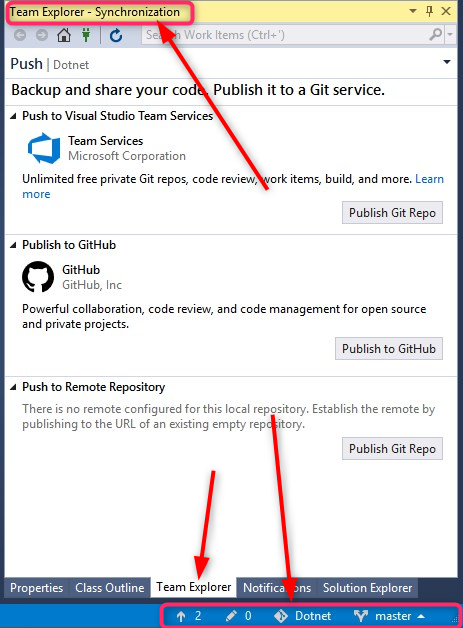 Team Explorer - Synchronization
Search Work Items (Ctrl+')
Push | Dotnet
Backup and share your code. Publish it to a Git service.
Push to Visual Studio Team Services
Team Services
Microsoft Corporation
Unlimited free private Git repos, code review, work items, build, and more. Learn
more
Publish Git Repo
Publish to GitHub
GitHub
GitHub, Inc
Powerful collaboration, code review, and code management for open source
and private projects.
Publish to GitHub
Push to Remote Repository
There is no remote configured for this local repository. Establish the remote by
publishing to the URL of an existing empty repository.
Publish Git Repo
Properties Class Outline Team Explorer Notifications Solution Explorer
2 0 Dotnet master